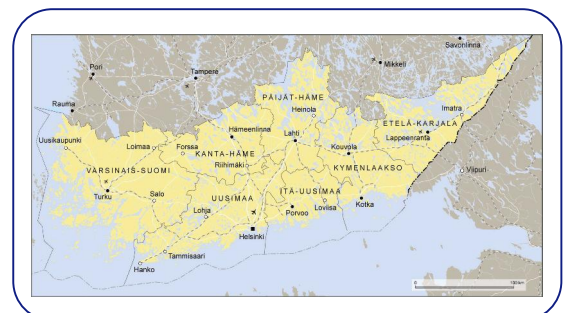 Savonlinna
Pori
Tampere
Mikkeli
Rauma
PÄIJÄT-HÄME
Heinola
Imatra
ETELÄ-KARJALA
Uusikaupunki
Loimaa
Forssa
Hämeenlinna
Lahti
Lappeenranta
KANTA-HÄME
Kouvola
Riihimäki
VARSINAIS-SUOMI
KYMENLAAKSO
Viipuri
Turku
Salo
UUSIMAA
ITÄ-UUSIMAA
Lohja
Porvoo
Loviisa
Kotka
Helsinki
Tammisaari
Hanko
0 100 km